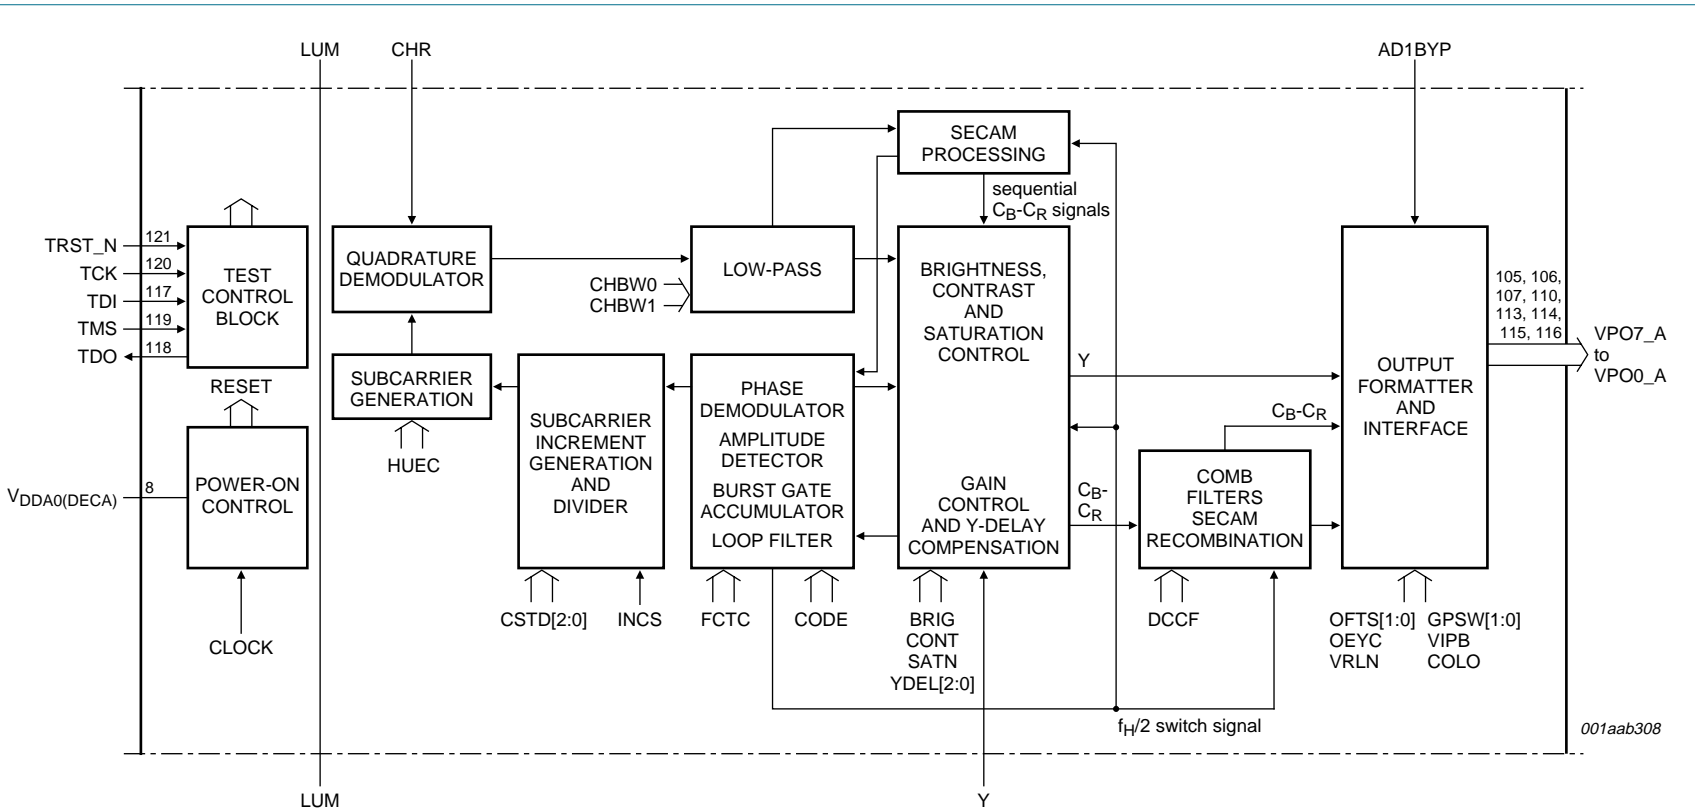 LUM
CHR
AD1BYP
SECAM
PROCESSING
sequential
CB-CR signals
TRST_N
121
TCK
120
TDI
117
TMS
119
TDO
118
TEST
CONTROL
BLOCK
QUADRATURE
DEMODULATOR
LOW-PASS
CHBW0
CHBW1
BRIGHTNESS,
CONTRAST
AND
SATURATION
CONTROL
GAIN
CONTROL
AND Y-DELAY
COMPENSATION
Y
CB-
CR
CB-CR
OUTPUT
FORMATTER
AND
INTERFACE
105, 106,
107, 110,
113, 114,
115, 116
VPO7_A
to
VPO0_A
RESET
POWER-ON
CONTROL
VDDA0(DECA)
8
CLOCK
SUBCARRIER
GENERATION
HUEC
SUBCARRIER
INCREMENT
GENERATION
AND
DIVIDER
CSTD[2:0]
INCS
PHASE
DEMODULATOR
AMPLITUDE
DETECTOR
BURST GATE
ACCUMULATOR
LOOP FILTER
FCTC
CODE
BRIG
CONT
SATN
YDEL[2:0]
COMB
FILTERS
SECAM
RECOMBINATION
DCCF
OFTS[1:0]
OEYC
VRLN
GPSW[1:0]
VIPB
COLO
fH/2 switch signal
001aab308
LUM
Y